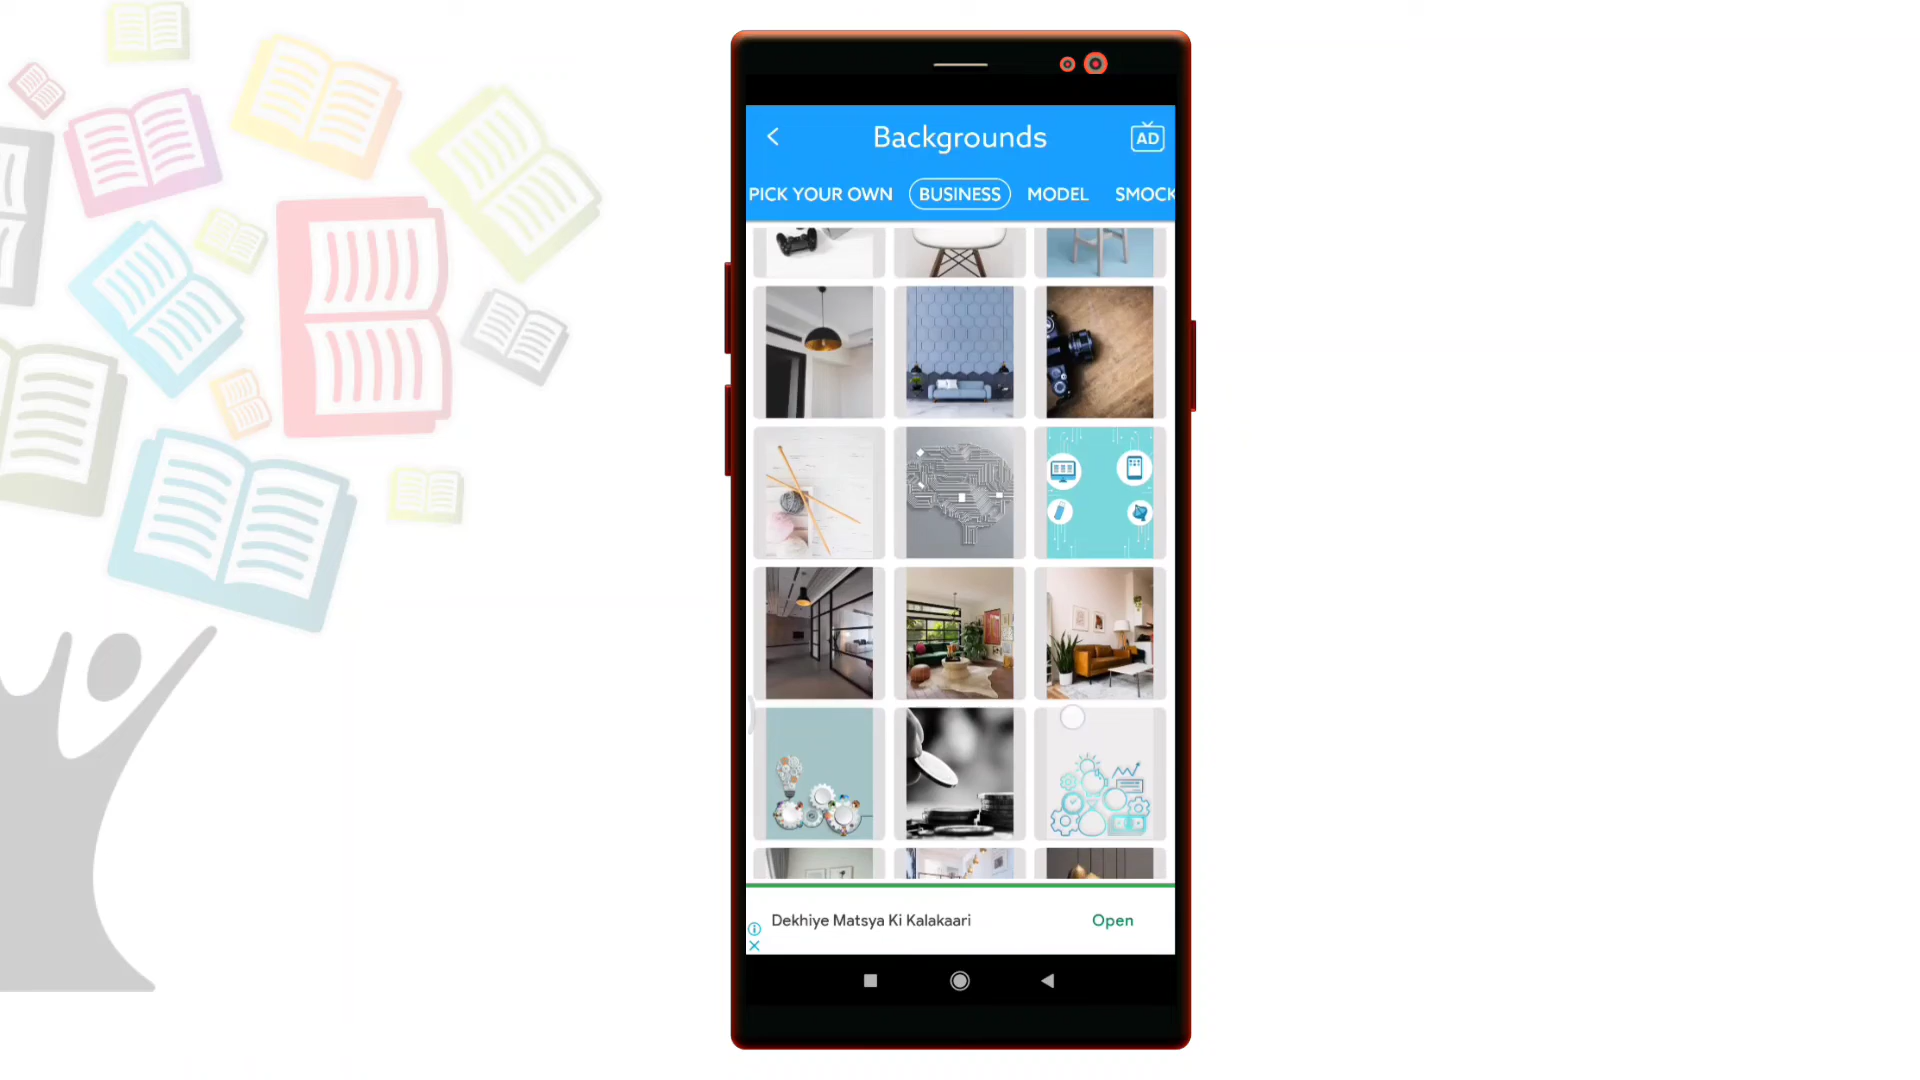 Backgrounds
AD
PICK YOUR OWN BUSINESS MODEL SMOCK
Dekhiye Matsya Ki Kalakaari
Open